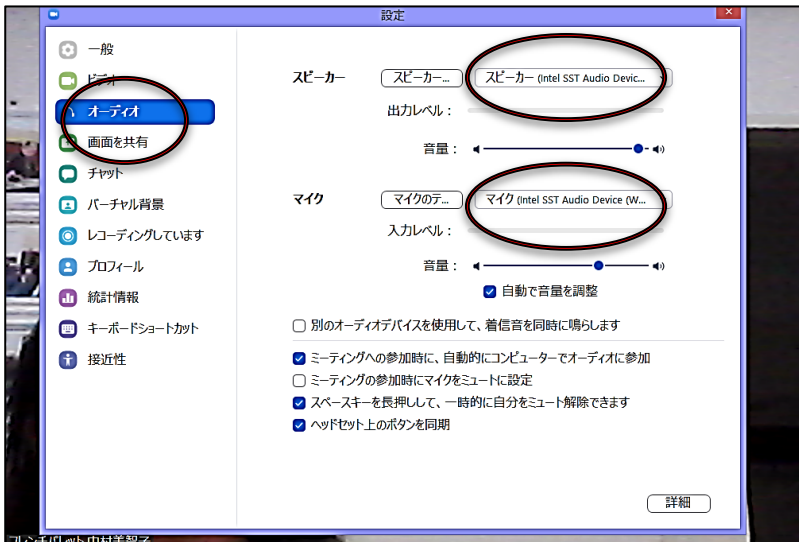 設定
一般
ビデオ
オーディオ
画面を共有
チャット
バーチャル背景
レコーディングしています
プロフィール
統計情報
キーボードショートカット
接近性
スピーカー
スピーカー...
スピーカー (Intel SST Audio Devic...
出力レベル：
音量：
マイク
マイクのテ...
マイク (Intel SST Audio Device (W...
入力レベル：
音量：
自動で音量を調整
別のオーディオデバイスを使用して、着信音を同時に鳴らします
ミーティングへの参加時に、自動的にコンピューターでオーディオに参加
ミーティングの参加時にマイクをミュートに設定
スペースキーを長押しして、一時的に自分をミュート解除できます
ヘッドセット上のボタンを同期
詳細
フレンチパレット 中村美智子